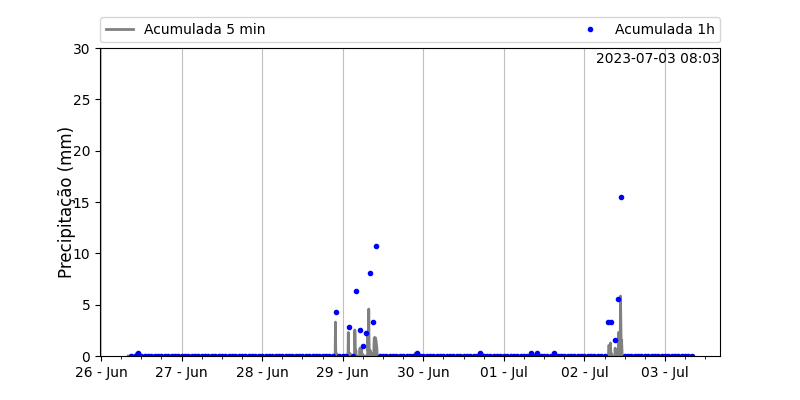 Acumulada 5 min
Acumulada 1h
2023-07-03 08:03
Precipitação (mm)
30
25
20
15
10
5
0
26 - Jun
27 - Jun
28 - Jun
29 - Jun
30 - Jun
01 - Jul
02 - Jul
03 - Jul